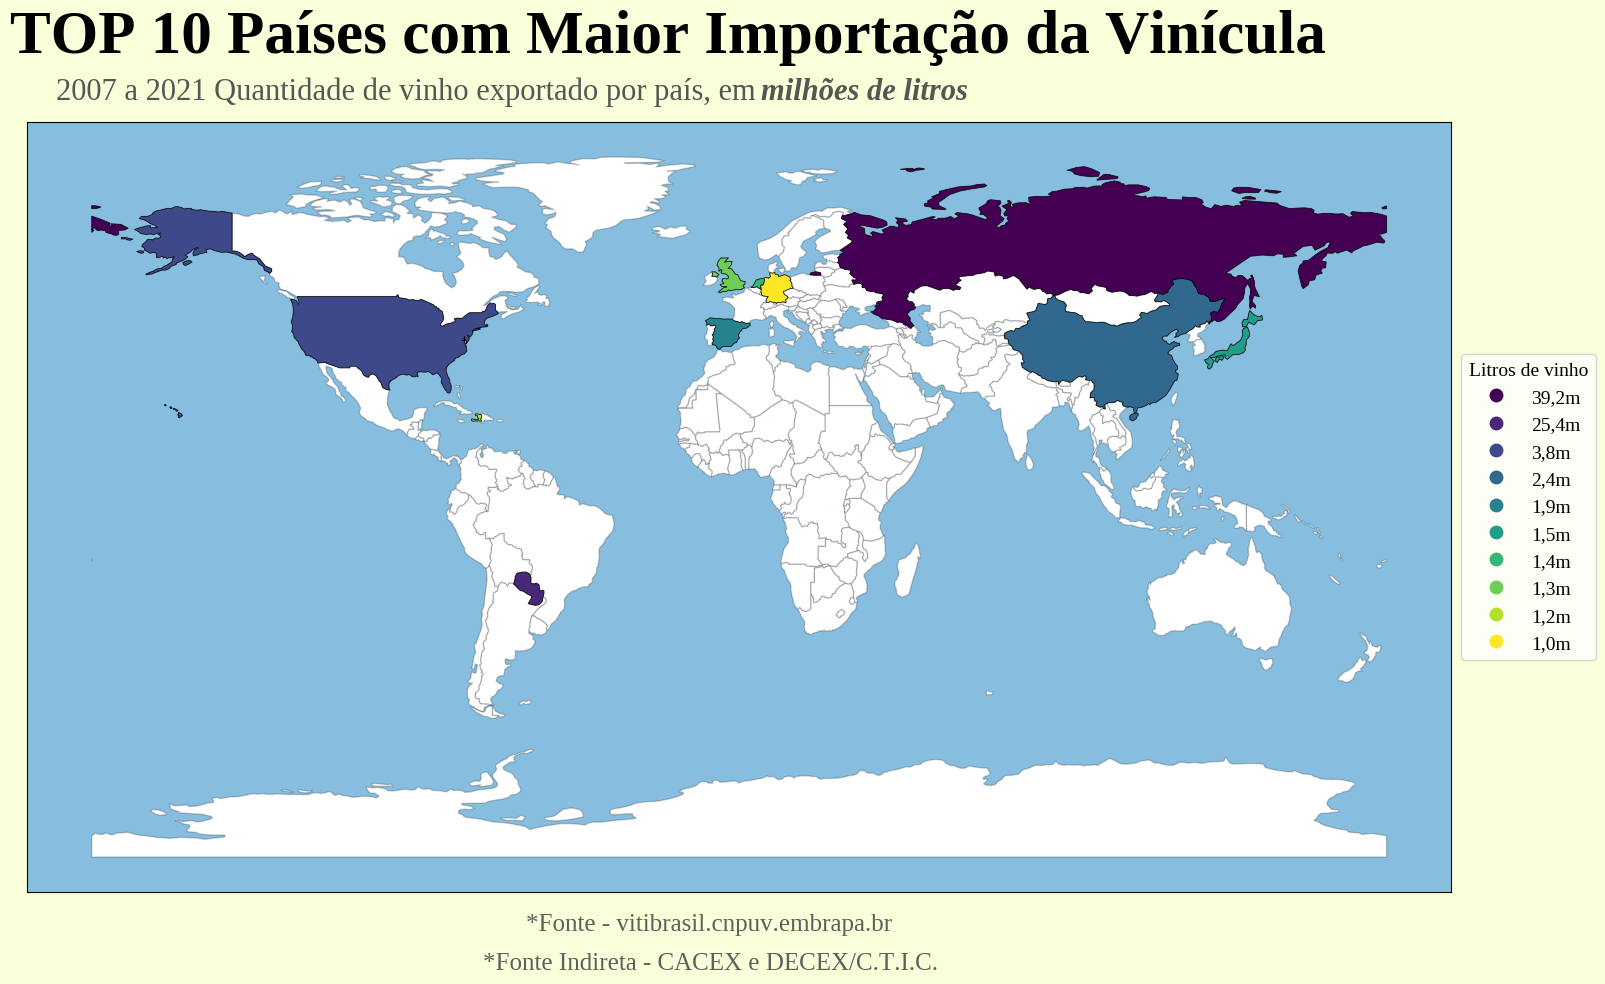 TOP 10 Países com Maior Importação da Vinícula
2007 a 2021 Quantidade de vinho exportado por país, em milhões de litros
Litros de vinho
39,2m
25,4m
3,8m
2,4m
1,9m
1,5m
1,4m
1,3m
1,2m
1,0m
*Fonte - vitibrasil.cnpuv.embrapa.br
*Fonte Indireta - CACEX e DECEX/C.T.I.C.